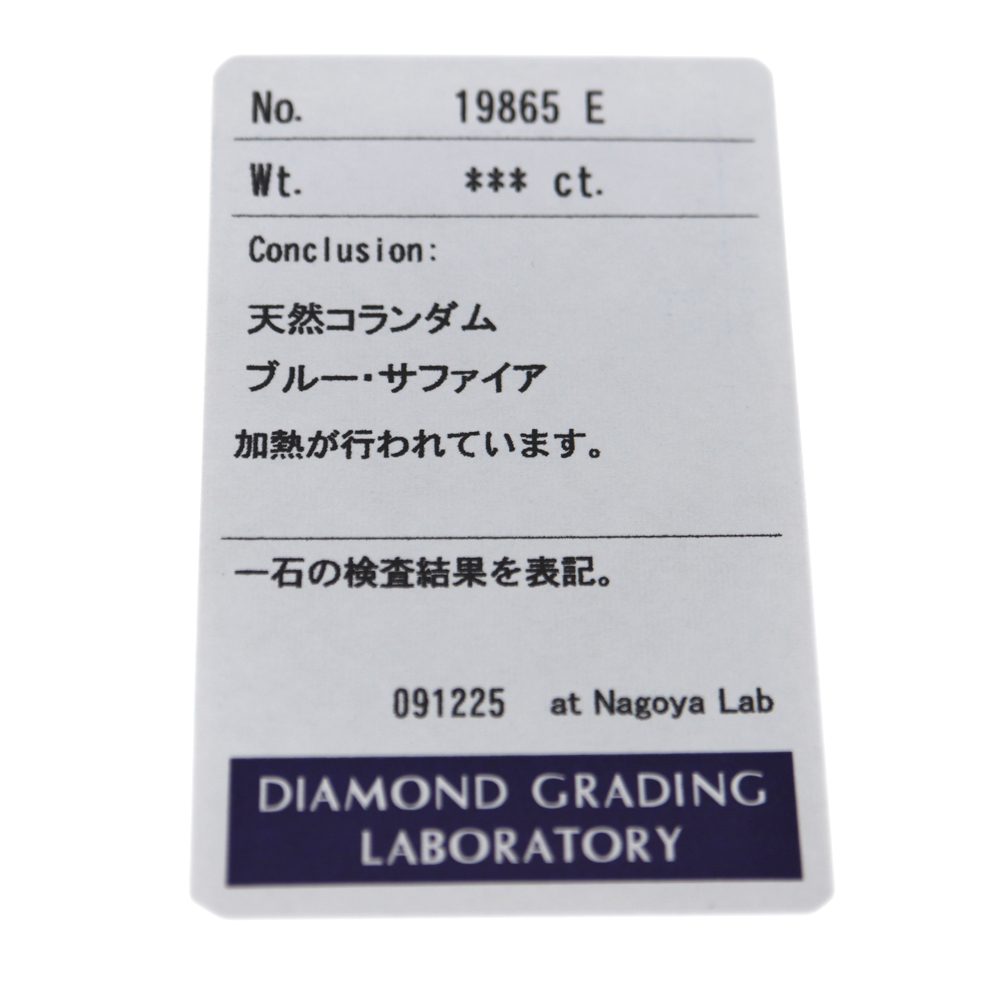 No. 19865 E
Wt. *** ct.
Conclusion:
天然コランダム
ブルー・サファイア
加熱が行われています。
一石の検査結果を表記。
091225 at Nagoya Lab
DIAMOND GRADING
LABORATORY